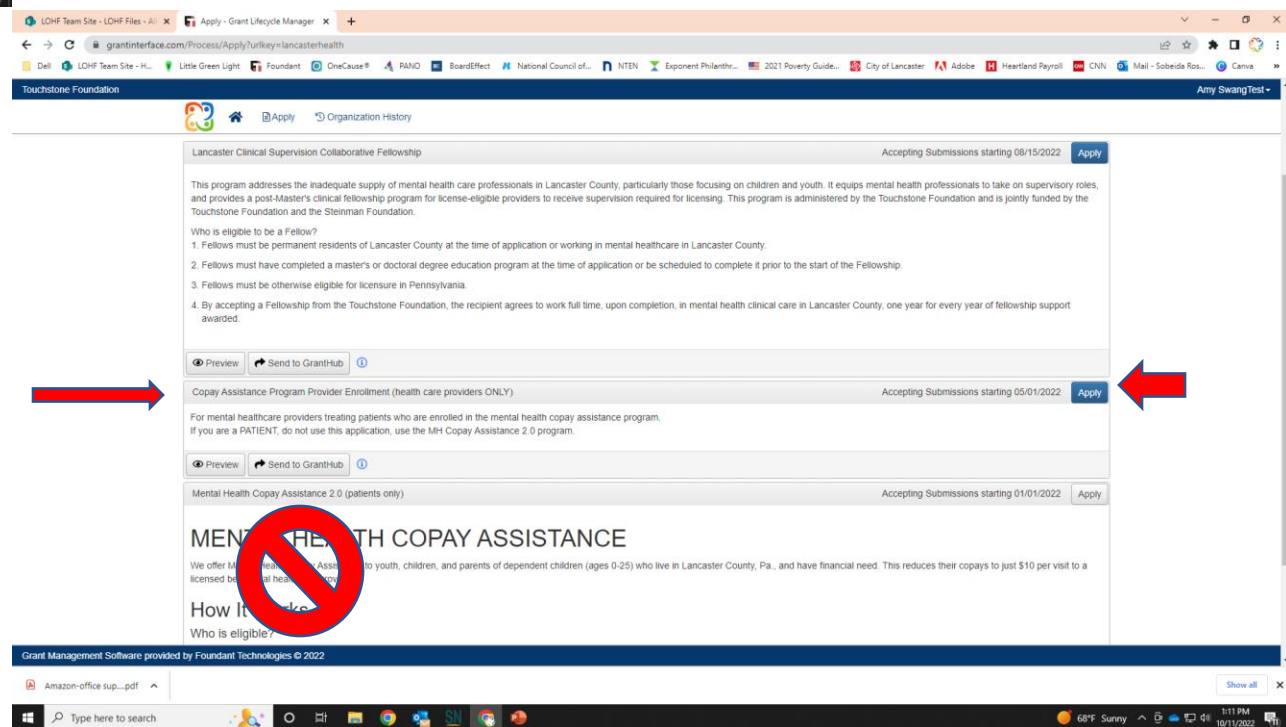 LOHF Team Site - LOHF Files - All
Apply - Grant Lifecycle Manager
grantinterface.com/Process/Apply?urlkey=lancasterhealth
Dell LOHF Team Site - H... Little Green Light Foundant OneCause® PANO BoardEffect National Council of... NTEN Exponent Philanthr... 2021 Poverty Guide... City of Lancaster Adobe Heartland Payroll CNN Mail - Sobeida Ros... Canva »
Touchstone Foundation Amy SwangTest
Apply Organization History
Lancaster Clinical Supervision Collaborative Fellowship Accepting Submissions starting 08/15/2022 Apply
This program addresses the inadequate supply of mental health care professionals in Lancaster County, particularly those focusing on children and youth. It equips mental health professionals to take on supervisory roles,
and provides a post-Master's clinical fellowship program for license-eligible providers to receive supervision required for licensing. This program is administered by the Touchstone Foundation and is jointly funded by the
Touchstone Foundation and the Steinman Foundation.
Who is eligible to be a Fellow?
1. Fellows must be permanent residents of Lancaster County at the time of application or working in mental healthcare in Lancaster County.
2. Fellows must have completed a master's or doctoral degree education program at the time of application or be scheduled to complete it prior to the start of the Fellowship.
3. Fellows must be otherwise eligible for licensure in Pennsylvania.
4. By accepting a Fellowship from the Touchstone Foundation, the recipient agrees to work full time, upon completion, in mental health clinical care in Lancaster County, one year for every year of fellowship support
awarded.
Preview Send to GrantHub
Copay Assistance Program Provider Enrollment (health care providers ONLY) Accepting Submissions starting 05/01/2022 Apply
For mental healthcare providers treating patients who are enrolled in the mental health copay assistance program.
If you are a PATIENT, do not use this application, use the MH Copay Assistance 2.0 program.
Preview Send to GrantHub
Mental Health Copay Assistance 2.0 (patients only) Accepting Submissions starting 01/01/2022 Apply
COPAY ASSISTANCE
We offer to youth, children, and parents of dependent children (ages 0-25) who live in Lancaster County, Pa., and have financial need. This reduces their copays to just $10 per visit to a
licensed
How It
Who is eligible?
Grant Management Software provided by Foundant Technologies © 2022
Amazon-office sup....pdf Show all
Type here to search SN 68°F Sunny 1:11 PM
10/11/2022